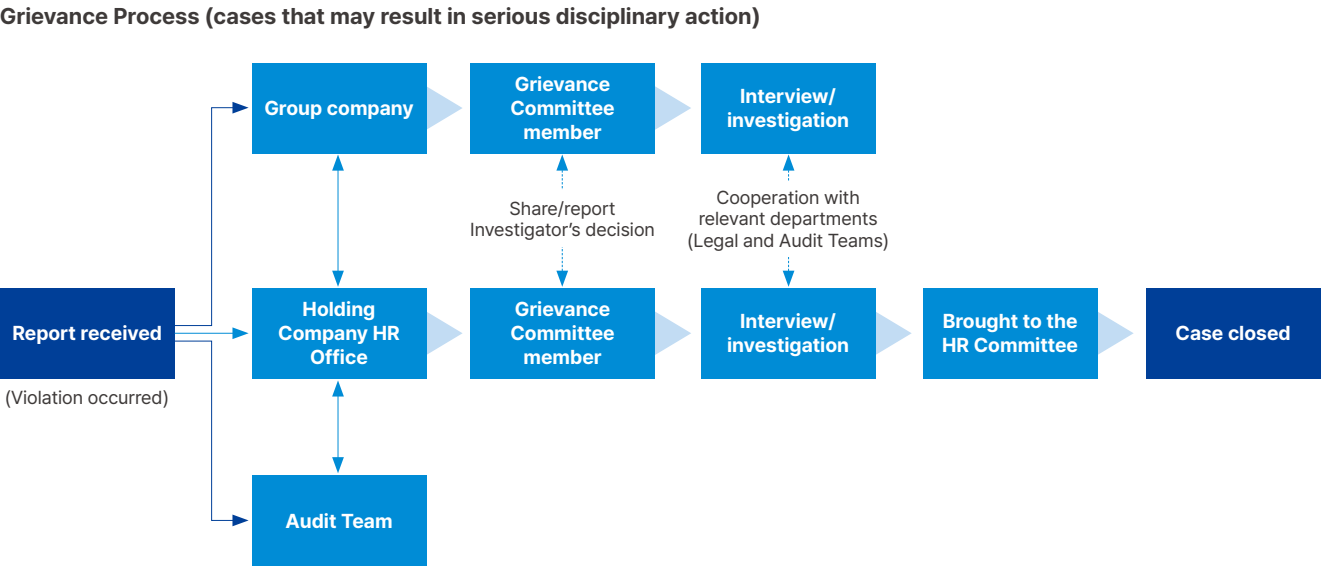 Grievance Process (cases that may result in serious disciplinary action)
Group company
Grievance
Committee
member
Interview/
investigation
Share/report
Investigator's decision
Cooperation with
relevant departments
(Legal and Audit Teams)
Report received
(Violation occurred)
Holding
Company HR
Office
Grievance
Committee
member
Interview/
investigation
Brought to the
HR Committee
Case closed
Audit Team